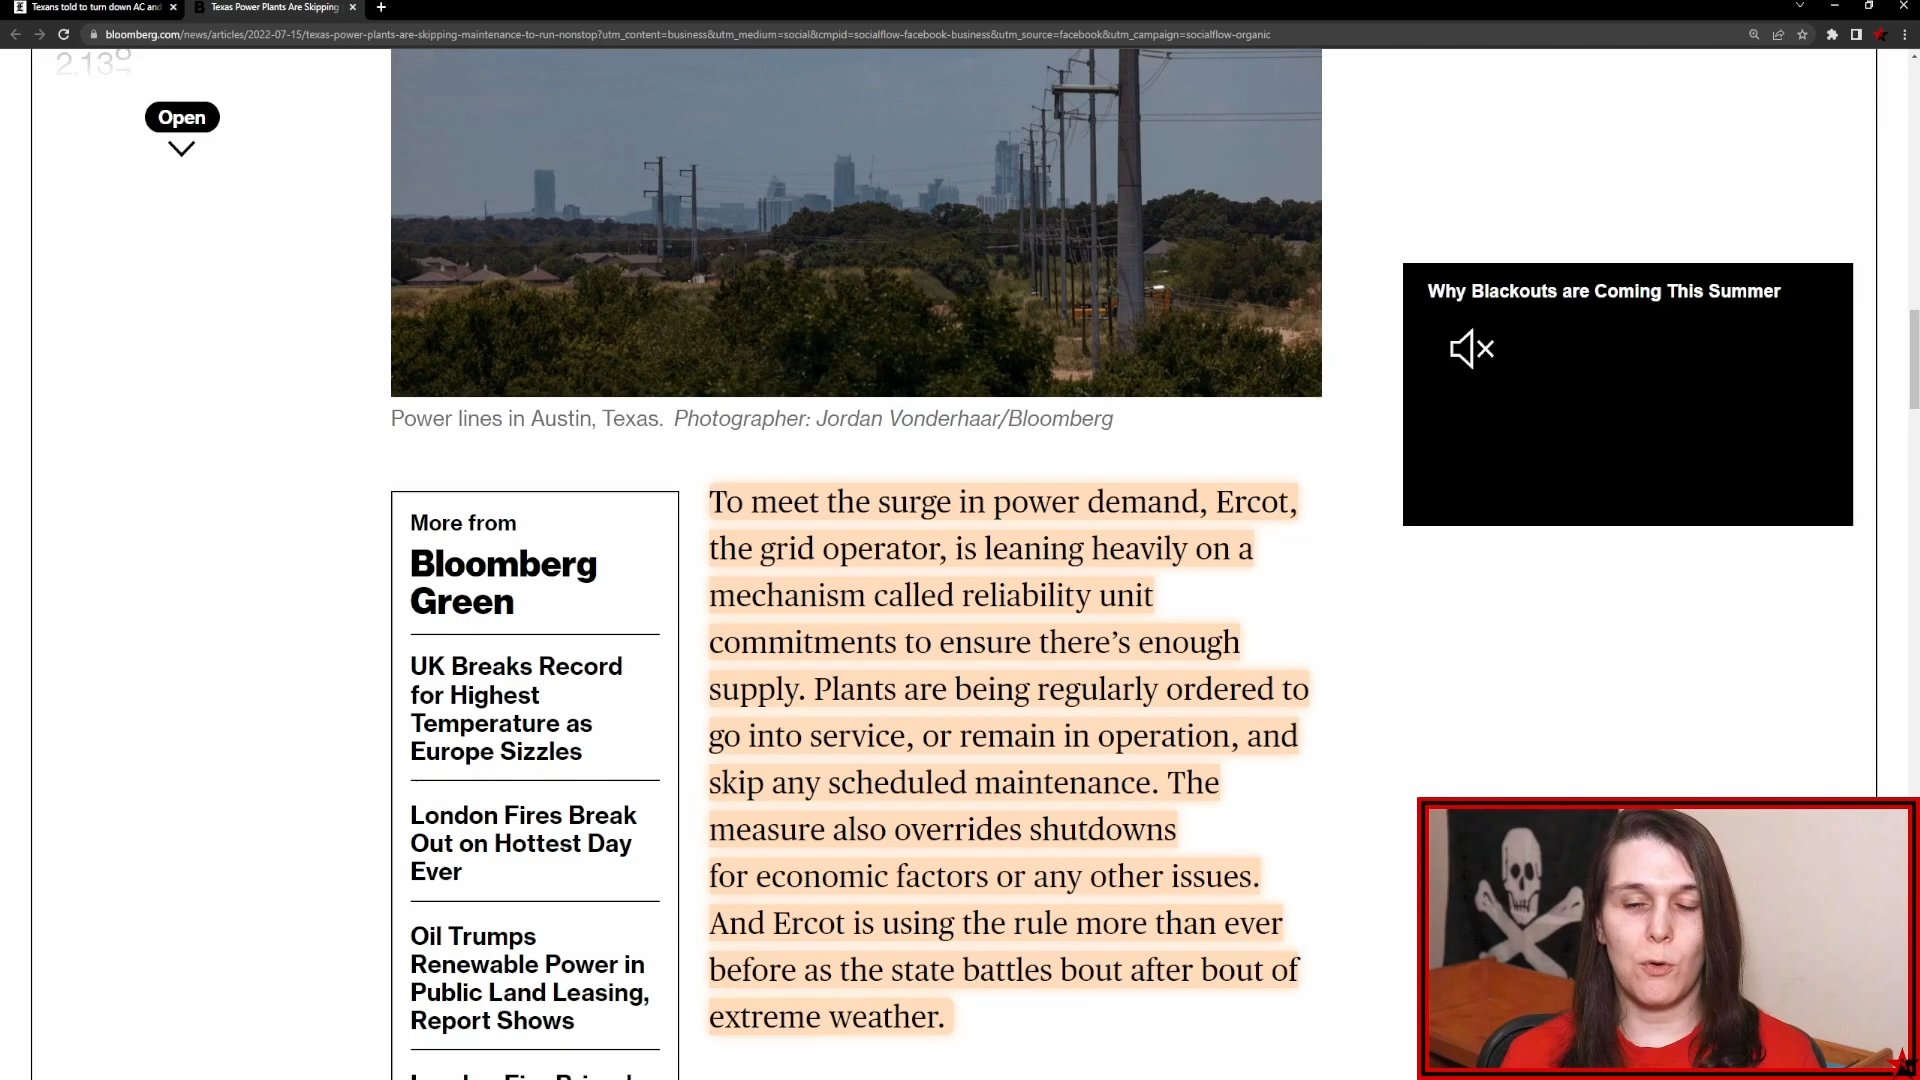 Texans told to turn down AC and
Texas Power Plants Are Skipping
bloomberg.com/news/articles/2022-07-15/texas-power-plants-are-skipping-maintenance-to-run-nonstop?utm_content=business&utm_medium=social&cmpid=socialflow-facebook-business&utm_source=facebook&utm_campaign=socialflow-organic
Open
Why Blackouts are Coming This Summer
Power lines in Austin, Texas. Photographer: Jordan Vonderhaar/Bloomberg
More from
Bloomberg
Green
UK Breaks Record
for Highest
Temperature as
Europe Sizzles
London Fires Break
Out on Hottest Day
Ever
Oil Trumps
Renewable Power in
Public Land Leasing,
Report Shows
To meet the surge in power demand, Ercot,
the grid operator, is leaning heavily on a
mechanism called reliability unit
commitments to ensure there’s enough
supply. Plants are being regularly ordered to
go into service, or remain in operation, and
skip any scheduled maintenance. The
measure also overrides shutdowns
for economic factors or any other issues.
And Ercot is using the rule more than ever
before as the state battles bout after bout of
extreme weather.